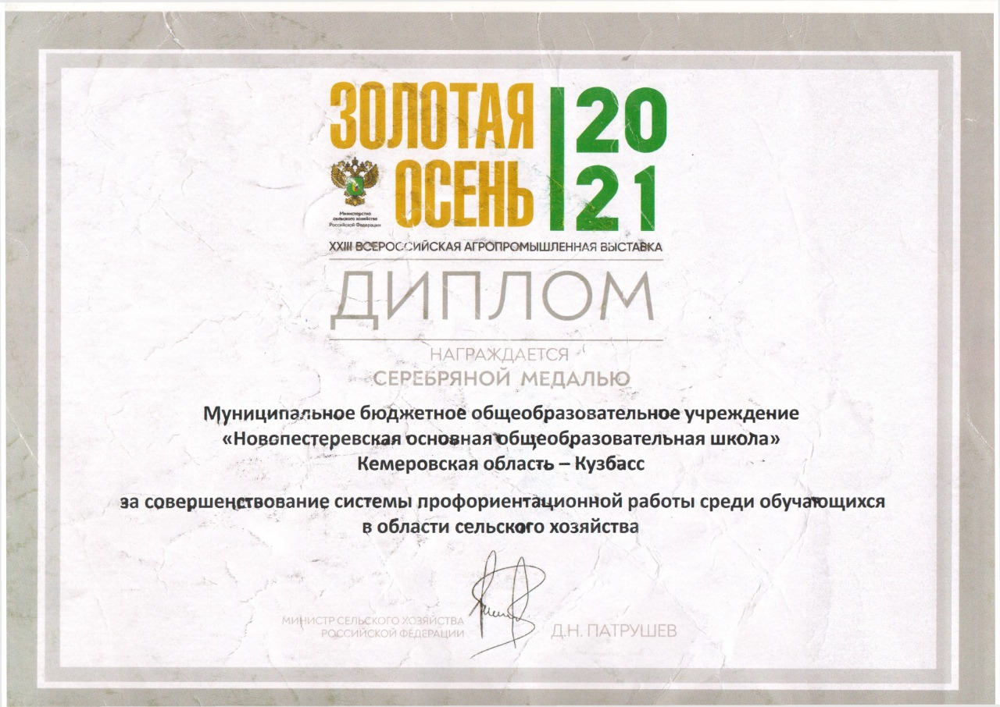 ЗОЛОТАЯ
ОСЕНЬ
20
21
Министерство
сельского хозяйства
Российской Федерации
XXIII ВСЕРОССИЙСКАЯ АГРОПРОМЫШЛЕННАЯ ВЫСТАВКА
ДИПЛОМ
НАГРАЖДАЕТСЯ
СЕРЕБРЯНОЙ МЕДАЛЬЮ
Муниципальное бюджетное общеобразовательное учреждение
«Новопестеревская основная общеобразовательная школа»
Кемеровская область – Кузбасс
за совершенствование системы профориентационной работы среди обучающихся
в области сельского хозяйства
МИНИСТР СЕЛЬСКОГО ХОЗЯЙСТВА
РОССИЙСКОЙ ФЕДЕРАЦИИ
Д.Н. ПАТРУШЕВ